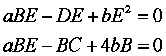 aBE − DE + bE² = 0
aBE − BC + 4bB = 0